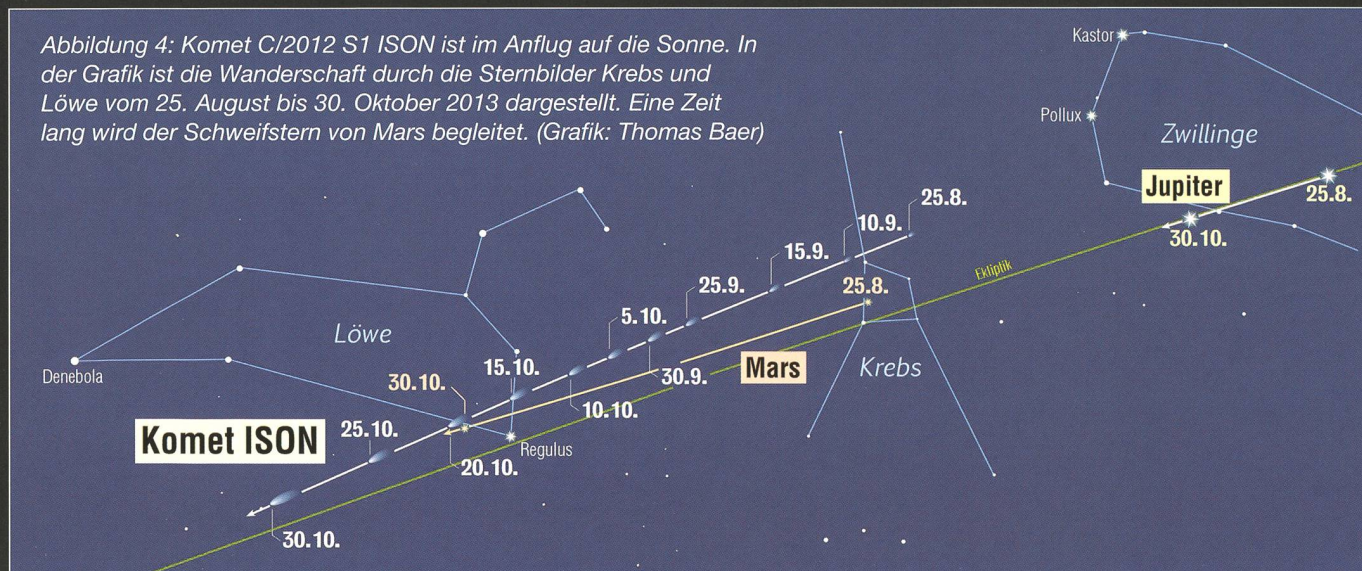 Abbildung 4: Komet C/2012 S1 ISON ist im Anflug auf die Sonne. In
der Grafik ist die Wanderschaft durch die Sternbilder Krebs und
Löwe vom 25. August bis 30. Oktober 2013 dargestellt. Eine Zeit
lang wird der Schweifstern von Mars begleitet. (Grafik: Thomas Baer)
Kastor
Pollux
Zwillinge
Jupiter
25.8.
30.10.
25.8.
10.9.
15.9.
25.9.
5.10.
15.10.
25.8.
Ekliptik
Löwe
Denebola
Mars
Krebs
30.9.
30.10.
10.10.
Komet ISON
25.10.
Regulus
20.10.
30.10.